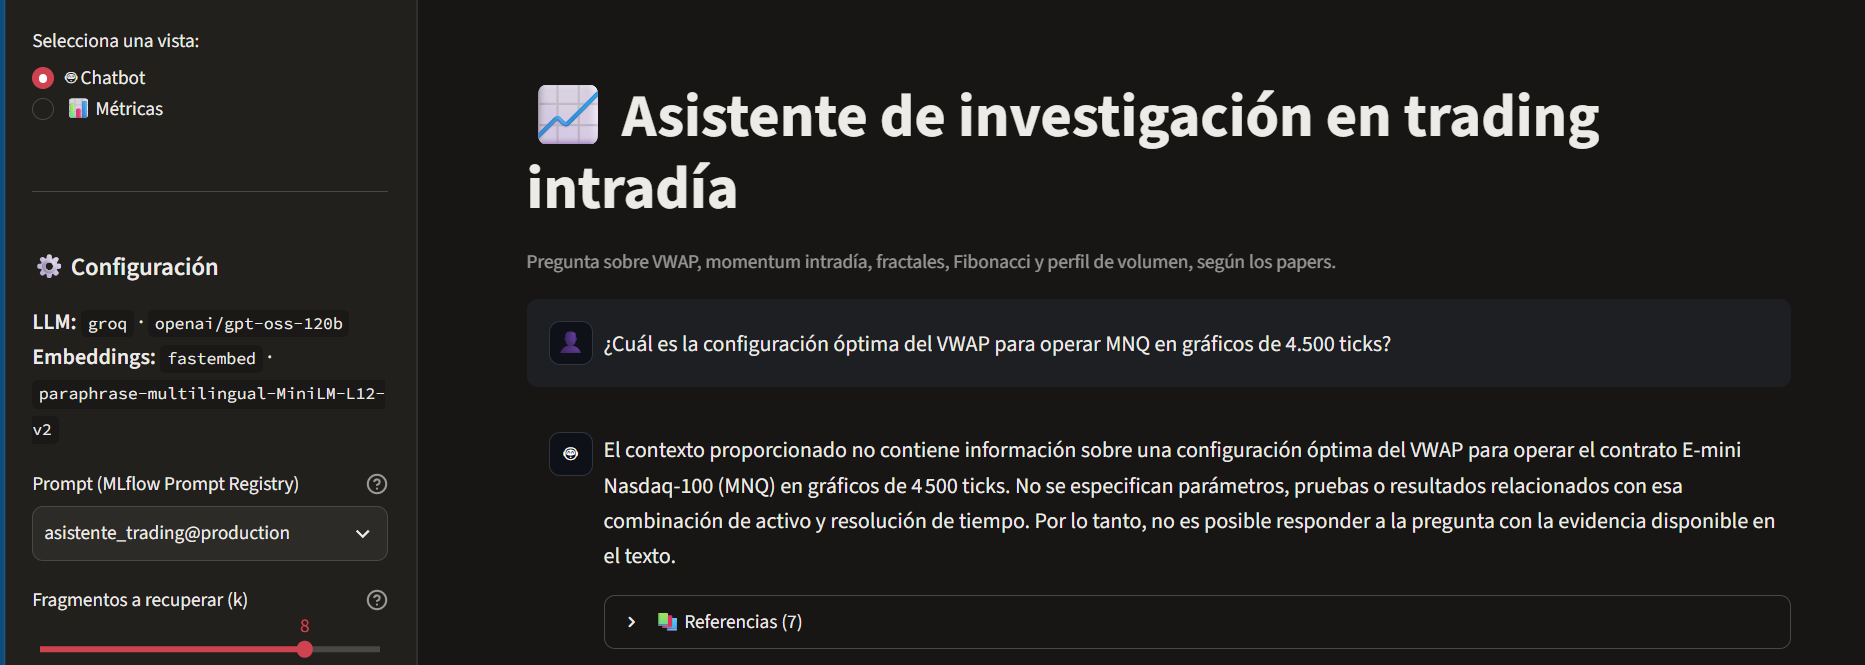 Selecciona una vista:
Chatbot
Métricas
Configuración
LLM: groq · openai/gpt-oss-120b
Embeddings: fastembed ·
paraphrase-multilingual-MiniLM-L12-
v2
Prompt (MLflow Prompt Registry)
asistente_trading@production
Fragmentos a recuperar (k)
8
Asistente de investigación en trading
intradía
Pregunta sobre VWAP, momentum intradía, fractales, Fibonacci y perfil de volumen, según los papers.
¿Cuál es la configuración óptima del VWAP para operar MNQ en gráficos de 4.500 ticks?
El contexto proporcionado no contiene información sobre una configuración óptima del VWAP para operar el contrato E-mini
Nasdaq-100 (MNQ) en gráficos de 4 500 ticks. No se especifican parámetros, pruebas o resultados relacionados con esa
combinación de activo y resolución de tiempo. Por lo tanto, no es posible responder a la pregunta con la evidencia disponible en
el texto.
Referencias (7)